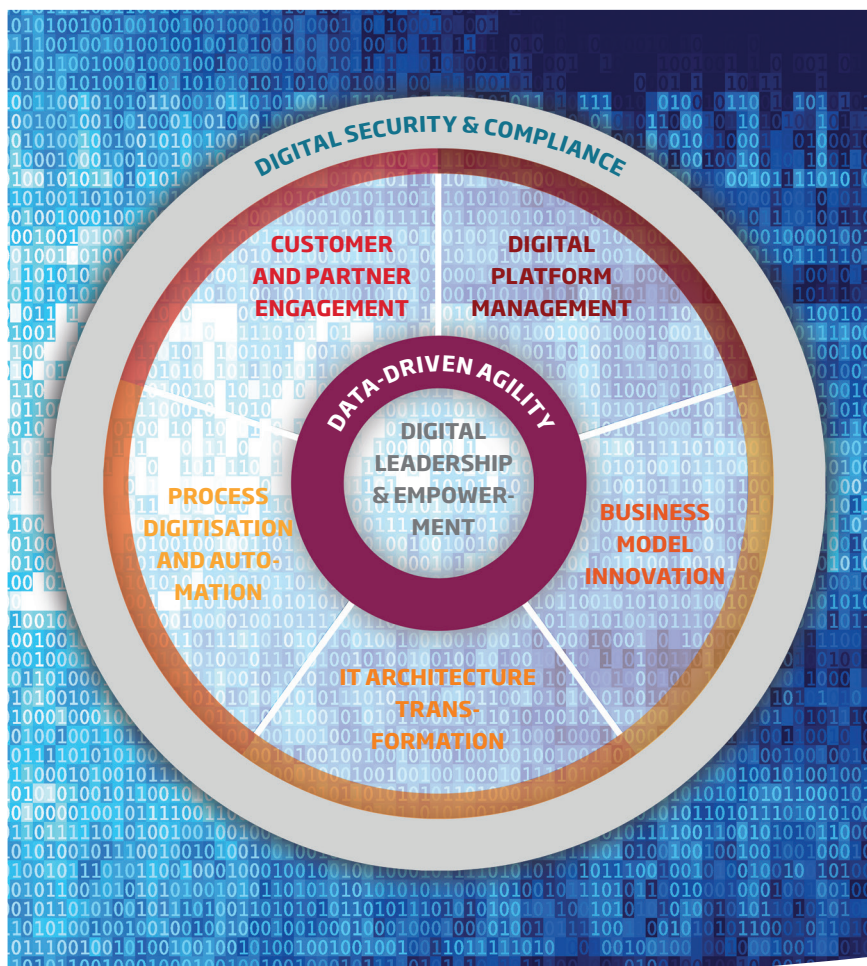 DIGITAL SECURITY & COMPLIANCE
CUSTOMER
AND PARTNER
ENGAGEMENT
DIGITAL
PLATFORM
MANAGEMENT
DATA-DRIVEN AGILITY
DIGITAL
LEADERSHIP
& EMPOWER-
MENT
PROCESS
DIGITISATION
AND AUTO-
MATION
BUSINESS
MODEL
INNOVATION
IT ARCHITECTURE
TRANS-
FORMATION